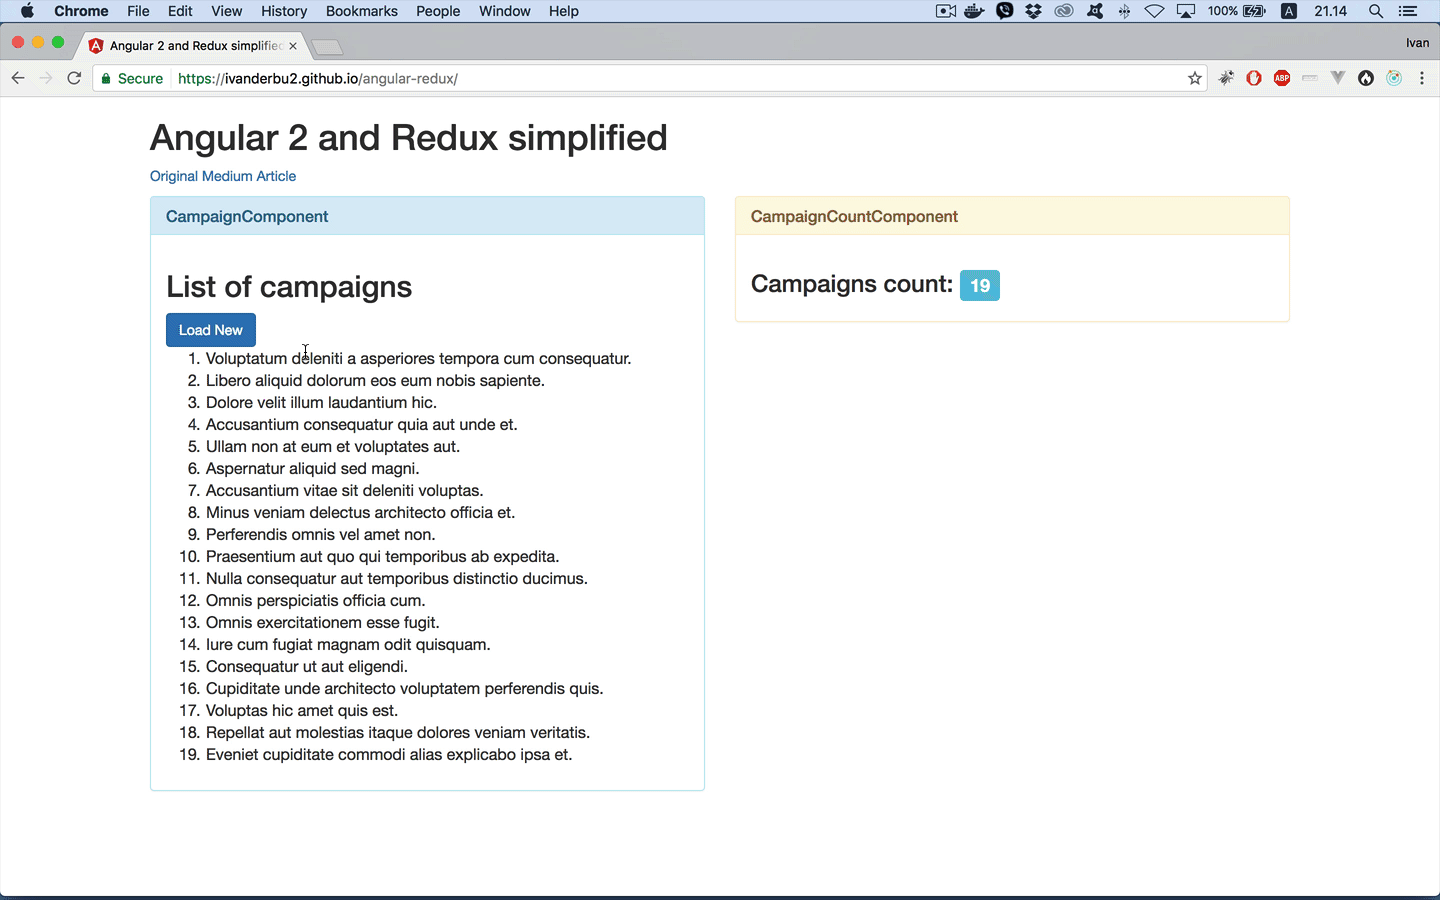 Chrome File Edit View History Bookmarks People Window Help 100% A 21.14
Angular 2 and Redux simplified Ivan
Secure https://ivanderbu2.github.io/angular-redux/ ABP
Angular 2 and Redux simplified
Original Medium Article
CampaignComponent
List of campaigns
Load New
1. Voluptatum deleniti a asperiores tempora cum consequatur.
2. Libero aliquid dolorum eos eum nobis sapiente.
3. Dolore velit illum laudantium hic.
4. Accusantium consequatur quia aut unde et.
5. Ullam non at eum et voluptates aut.
6. Aspernatur aliquid sed magni.
7. Accusantium vitae sit deleniti voluptas.
8. Minus veniam delectus architecto officia et.
9. Perferendis omnis vel amet non.
10. Praesentium aut quo qui temporibus ab expedita.
11. Nulla consequatur aut temporibus distinctio ducimus.
12. Omnis perspiciatis officia cum.
13. Omnis exercitationem esse fugit.
14. Iure cum fugiat magnam odit quisquam.
15. Consequatur ut aut eligendi.
16. Cupiditate unde architecto voluptatem perferendis quis.
17. Voluptas hic amet quis est.
18. Repellat aut molestias itaque dolores veniam veritatis.
19. Eveniet cupiditate commodi alias explicabo ipsa et.
CampaignCountComponent
Campaigns count: 19